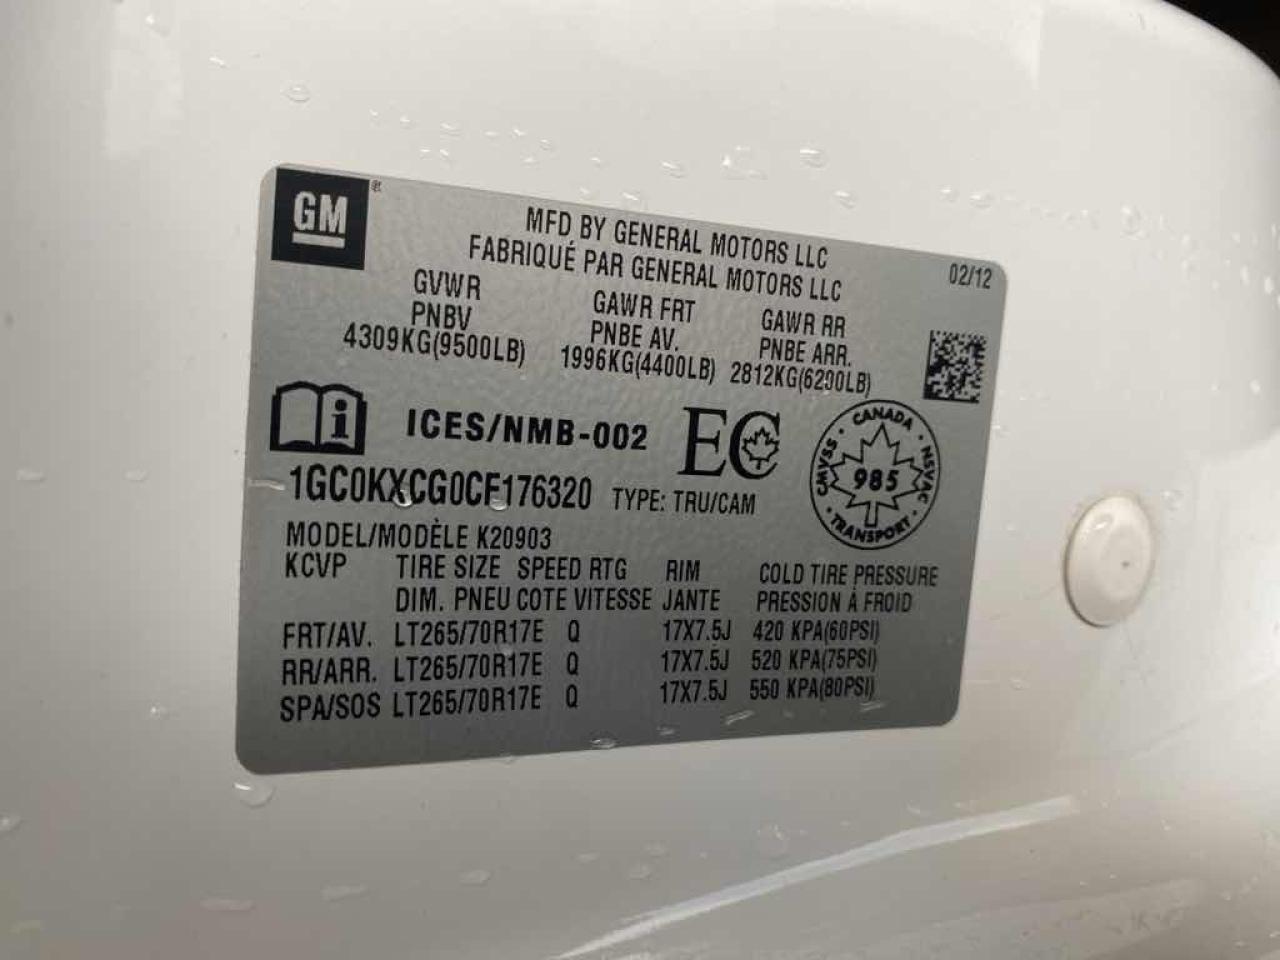 GM
MFD BY GENERAL MOTORS LLC
FABRIQUÉ PAR GENERAL MOTORS LLC
02/12
GVWR GAWR FRT GAWR RR
PNBV PNBE AV. PNBE ARR.
4309KG(9500LB) 1996KG(4400LB) 2812KG(6200LB)
i ICES/NMB-002 EC
CANADA CMVSS NSVAC 985 TRANSPORT
1GC0KXCG0CF176320 TYPE: TRU/CAM
MODEL/MODÈLE K20903
KCVP TIRE SIZE SPEED RTG RIM COLD TIRE PRESSURE
DIM. PNEU COTE VITESSE JANTE PRESSION À FROID
FRT/AV. LT265/70R17E Q 17X7.5J 420 KPA(60PSI)
RR/ARR. LT265/70R17E Q 17X7.5J 520 KPA(75PSI)
SPA/SOS LT265/70R17E Q 17X7.5J 550 KPA(80PSI)